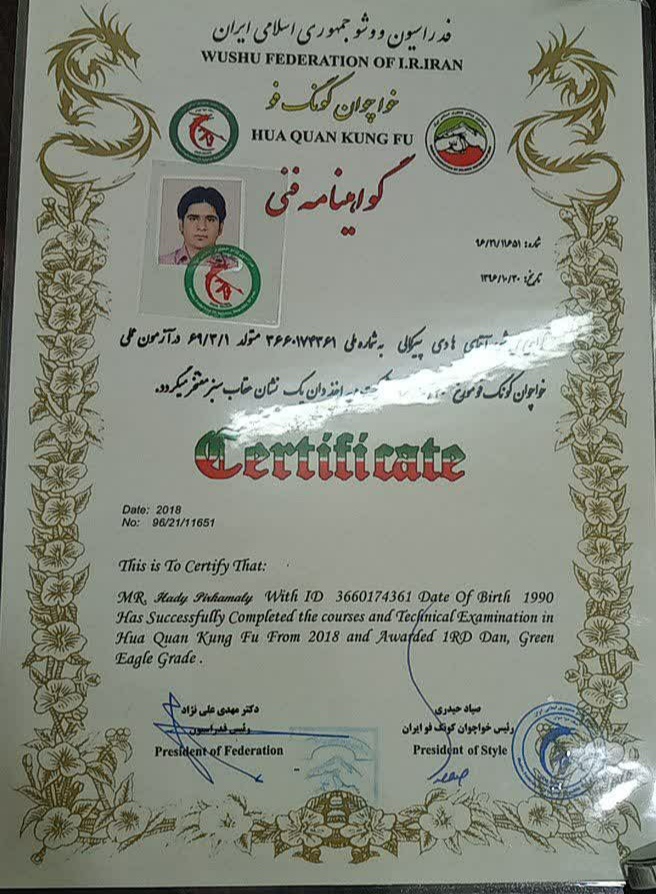 فدراسیون ووشو جمهوری اسلامی ایران
WUSHU FEDERATION OF I.R.IRAN
خواچوان کونگ فو
HUA QUAN KUNG FU
گواهینامه فنی
شماره: ۹۶/۲۱/۱۱۶۵۱
تاریخ: ۱۳۹۶/۱۰/۳۰
آقای هادی پیرکمالی به شماره ملی ۳۶۶۰۱۷۴۳۶۱ متولد ۶۹/۳/۱ در آزمون فنی
خواچوان کونگ فو مورخ اخذ دان یک نشان عقاب سبز مفتخر میگردد.
Certificate
Date: 2018
No: 96/21/11651
This is To Certify That:
MR. Hady Pirkamaly With ID 3660174361 Date Of Birth 1990
Has Successfully Completed the courses and Technical Examination in
Hua Quan Kung Fu From 2018 and Awarded 1RD Dan, Green
Eagle Grade .
دکتر مهدی علی نژاد
رئیس فدراسیون
President of Federation
صیاد حیدری
رئیس خواچوان کونگ فو ایران
President of Style